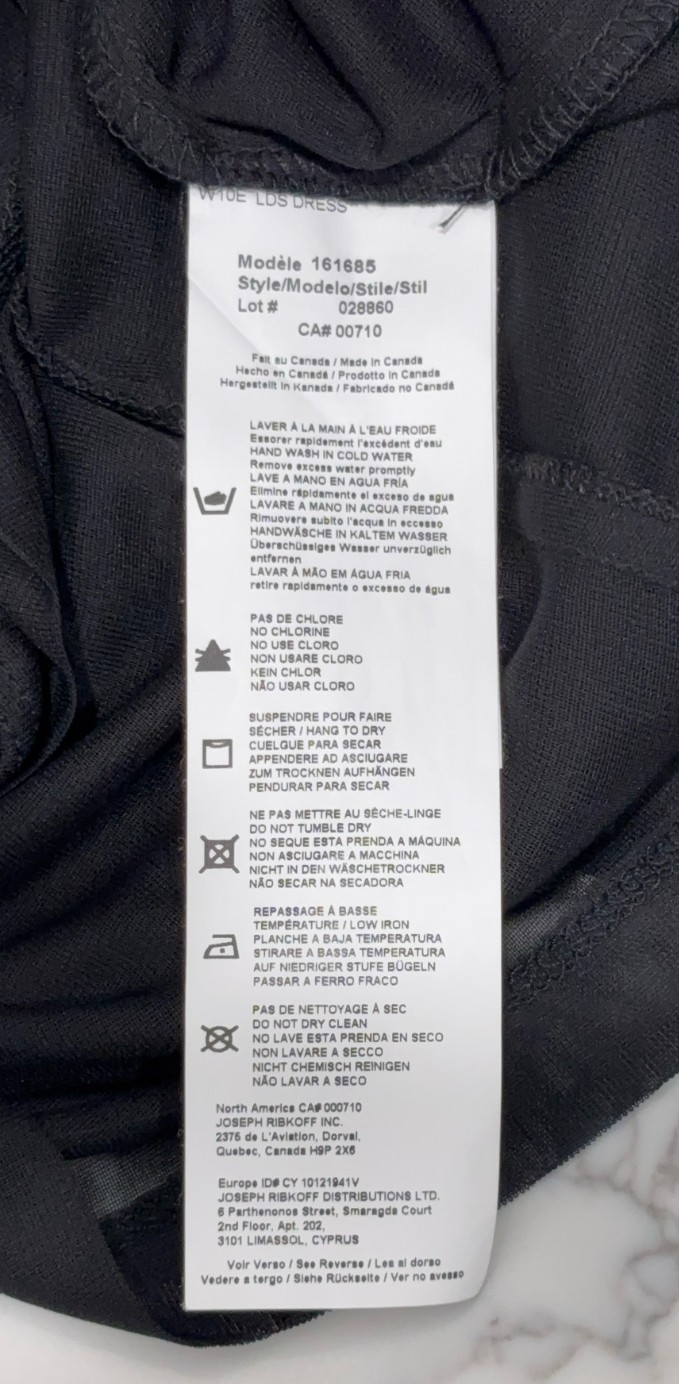 W10E LDS DRESS
Modèle 161685
Style/Modelo/Stile/Stil
Lot # 028860
CA# 00710
Fait au Canada / Made in Canada
Hecho en Canadá / Prodotto in Canada
Hergestellt in Kanada / Fabricado no Canadá
LAVER À LA MAIN À L'EAU FROIDE
Essorer rapidement l'excédent d'eau
HAND WASH IN COLD WATER
Remove excess water promptly
LAVE A MANO EN AGUA FRÍA
Elimine rápidamente el exceso de agua
LAVARE A MANO IN ACQUA FREDDA
Rimuovere subito l'acqua in eccesso
HANDWÄSCHE IN KALTEM WASSER
Überschüssiges Wasser unverzüglich
entfernen
LAVAR À MÃO EM ÁGUA FRIA
retire rapidamente o excesso de água
PAS DE CHLORE
NO CHLORINE
NO USE CLORO
NON USARE CLORO
KEIN CHLOR
NÃO USAR CLORO
SUSPENDRE POUR FAIRE
SÉCHER / HANG TO DRY
CUELGUE PARA SECAR
APPENDERE AD ASCIUGARE
ZUM TROCKNEN AUFHÄNGEN
PENDURAR PARA SECAR
NE PAS METTRE AU SÈCHE-LINGE
DO NOT TUMBLE DRY
NO SEQUE ESTA PRENDA A MÁQUINA
NON ASCIUGARE A MACCHINA
NICHT IN DEN WÄSCHETROCKNER
NÃO SECAR NA SECADORA
REPASSAGE À BASSE
TEMPÉRATURE / LOW IRON
PLANCHE A BAJA TEMPERATURA
STIRARE A BASSA TEMPERATURA
AUF NIEDRIGER STUFE BÜGELN
PASSAR A FERRO FRACO
PAS DE NETTOYAGE À SEC
DO NOT DRY CLEAN
NO LAVE ESTA PRENDA EN SECO
NON LAVARE A SECCO
NICHT CHEMISCH REINIGEN
NÃO LAVAR A SECO
North America CA# 000710
JOSEPH RIBKOFF INC.
2375 de L'Aviation, Dorval,
Quebec, Canada H9P 2X6
Europe ID# CY 10121941V
JOSEPH RIBKOFF DISTRIBUTIONS LTD.
6 Parthenonos Street, Smaragda Court
2nd Floor, Apt. 202,
3101 LIMASSOL, CYPRUS
Voir Verso / See Reverse / Lea al dorso
Vedere a tergo / Siehe Rückseite / Ver no avesso